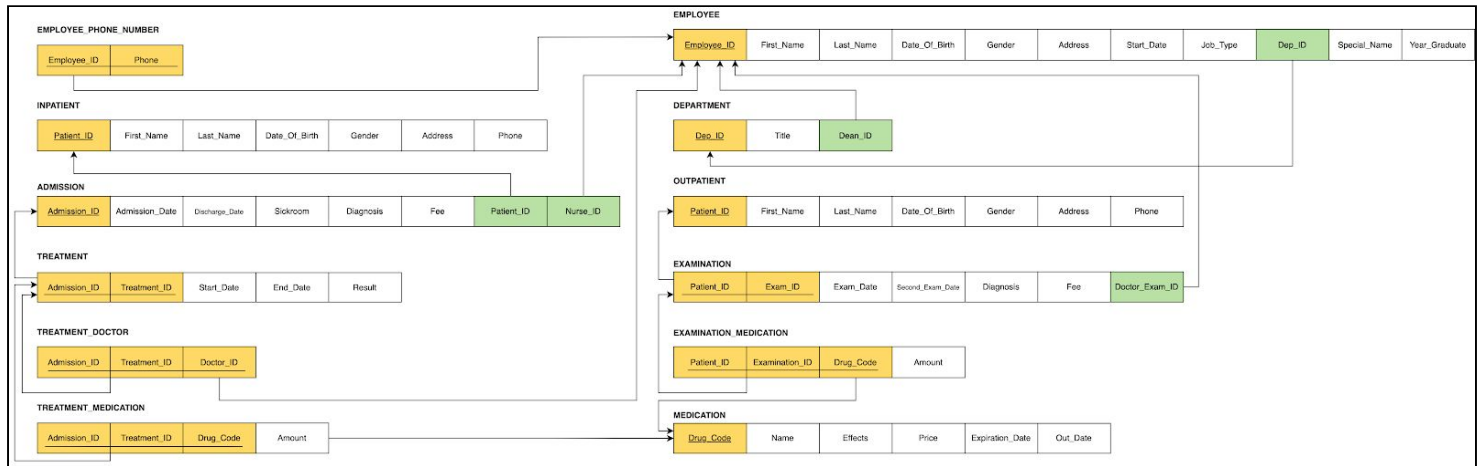 EMPLOYEE_PHONE_NUMBER
Employee_ID Phone
INPATIENT
Patient_ID First_Name Last_Name Date_Of_Birth Gender Address Phone
ADMISSION
Admission_ID Admission_Date Discharge_Date Sickroom Diagnosis Fee Patient_ID Nurse_ID
TREATMENT
Admission_ID Treatment_ID Start_Date End_Date Result
TREATMENT_DOCTOR
Admission_ID Treatment_ID Doctor_ID
TREATMENT_MEDICATION
Admission_ID Treatment_ID Drug_Code Amount
EMPLOYEE
Employee_ID First_Name Last_Name Date_Of_Birth Gender Address Start_Date Job_Type Dep_ID Special_Name Year_Graduate
DEPARTMENT
Dep_ID Title Dean_ID
OUTPATIENT
Patient_ID First_Name Last_Name Date_Of_Birth Gender Address Phone
EXAMINATION
Patient_ID Exam_ID Exam_Date Second_Exam_Date Diagnosis Fee Doctor_Exam_ID
EXAMINATION_MEDICATION
Patient_ID Examination_ID Drug_Code Amount
MEDICATION
Drug_Code Name Effects Price Expiration_Date Out_Date